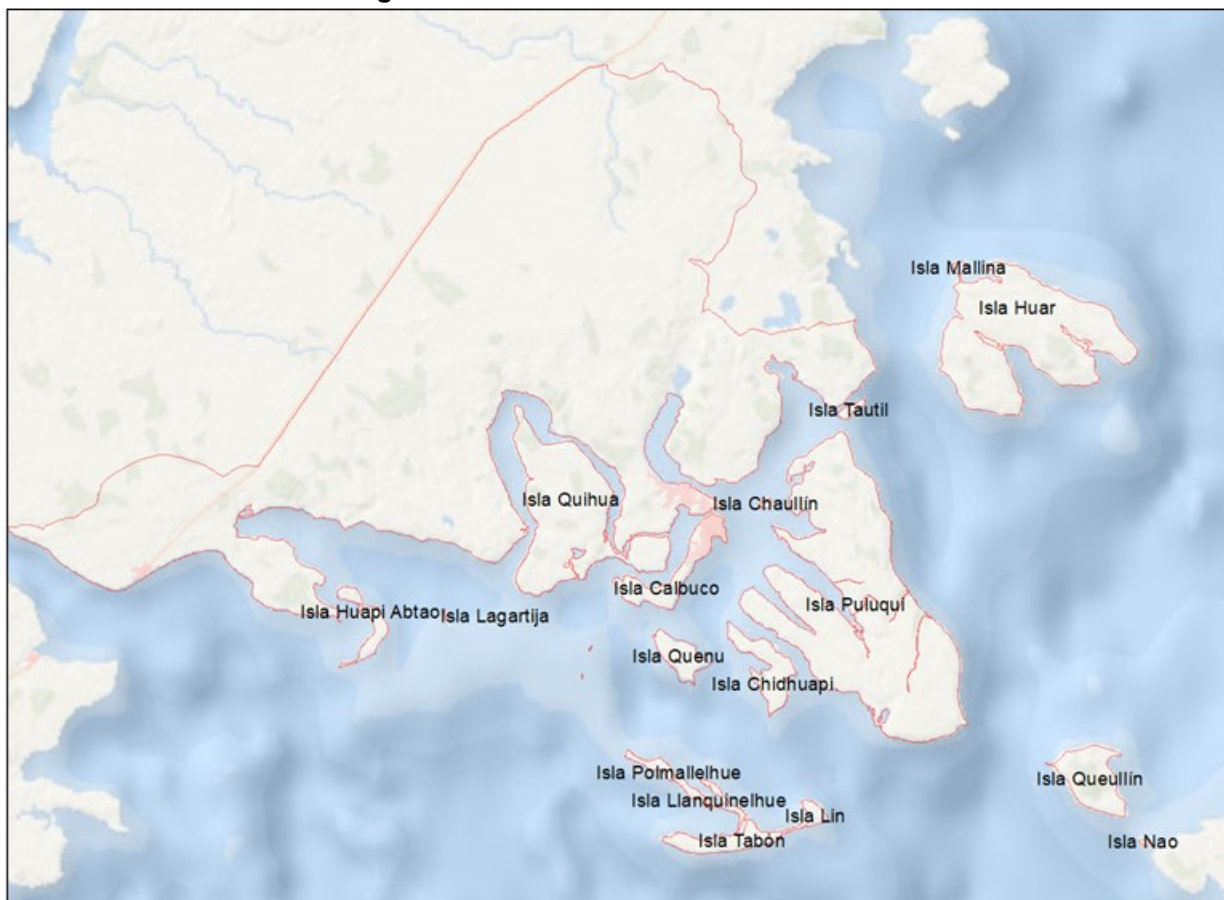 Isla Mallina
Isla Huar
Isla Tautil
Isla Quihua
Isla Chaullín
Isla Calbuco
Isla Huapi Abtao
Isla Lagartija
Isla Puluqui
Isla Quenu
Isla Chidhuapi
Isla Polmallelhue
Isla Queullín
Isla Llanquinelhue
Isla Lin
Isla Tabón
Isla Nao